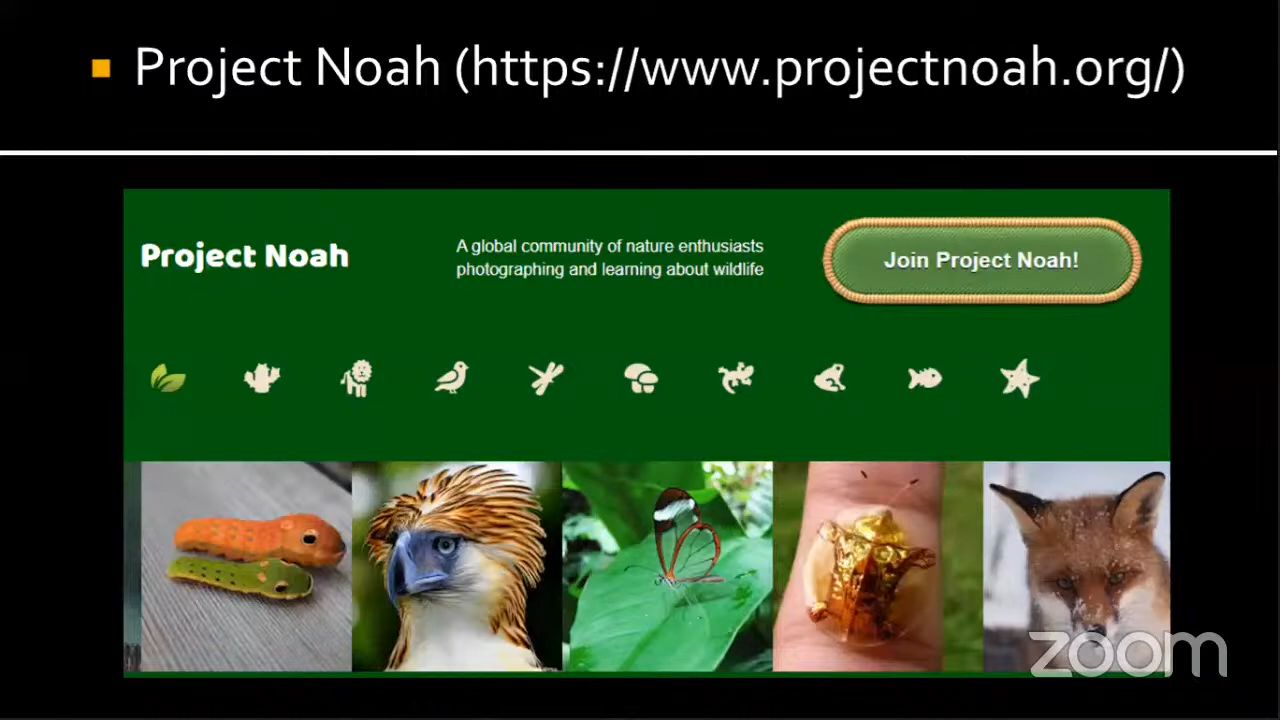 Project Noah (https://www.projectnoah.org/)
Project Noah
A global community of nature enthusiasts
photographing and learning about wildlife
Join Project Noah!
zoom